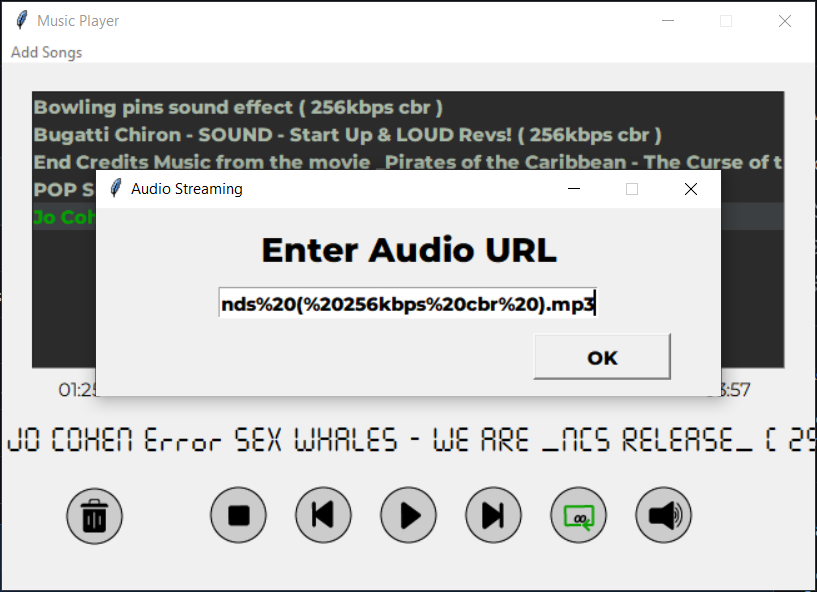 Music Player
Add Songs
Bowling pins sound effect ( 256kbps cbr )
Bugatti Chiron - SOUND - Start Up & LOUD Revs! ( 256kbps cbr )
End Credits Music from the movie _Pirates of the Caribbean - The Curse of t
POP S
Jo Coh
Audio Streaming
Enter Audio URL
nds%20(%20256kbps%20cbr%20).mp3
OK
01:2
:57
JO COHEN Error SEX WHALES - WE ARE _NCS RELEASE_ ( 29